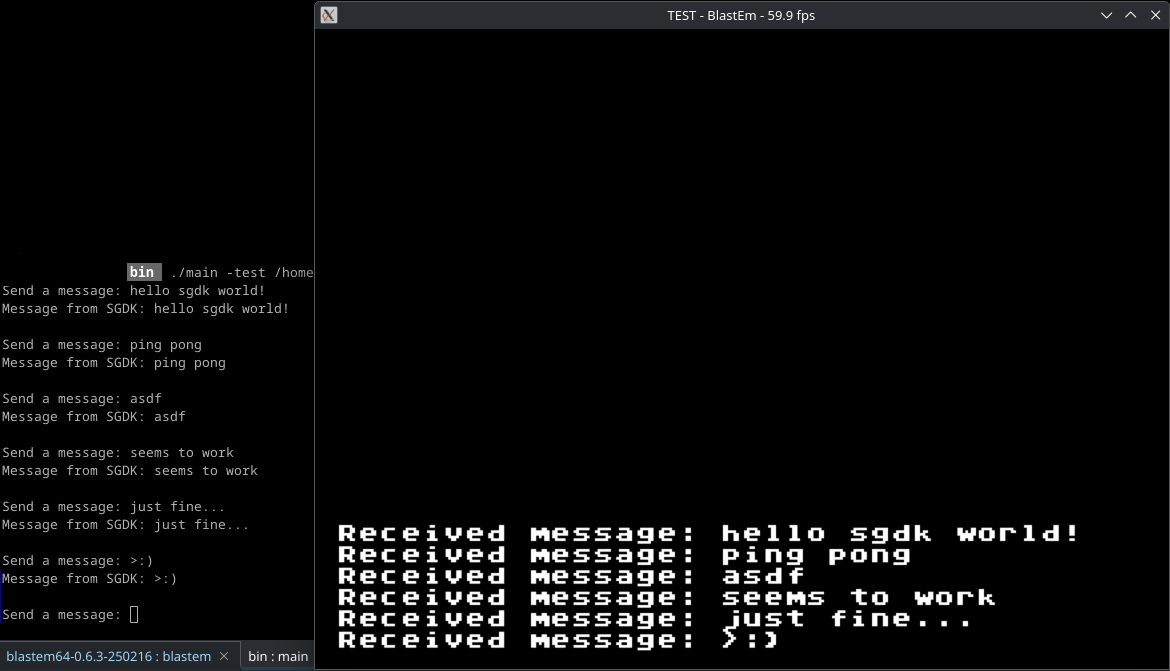 TEST - BlastEm - 59.9 fps
bin ./main -test /home
Send a message: hello sgdk world!
Message from SGDK: hello sgdk world!
Send a message: ping pong
Message from SGDK: ping pong
Send a message: asdf
Message from SGDK: asdf
Send a message: seems to work
Message from SGDK: seems to work
Send a message: just fine...
Message from SGDK: just fine...
Send a message: >:)
Message from SGDK: >:)
Send a message:
Received message: hello sgdk world!
Received message: ping pong
Received message: asdf
Received message: seems to work
Received message: just fine...
Received message: >:)
blastem64-0.6.3-250216 : blastem
bin : main